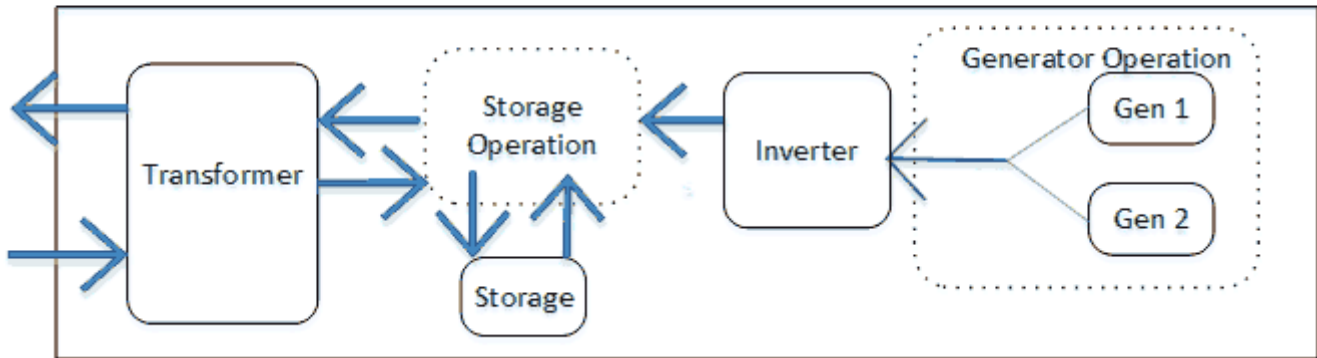 Transformer
Storage
Operation
Storage
Inverter
Generator Operation
Gen 1
Gen 2